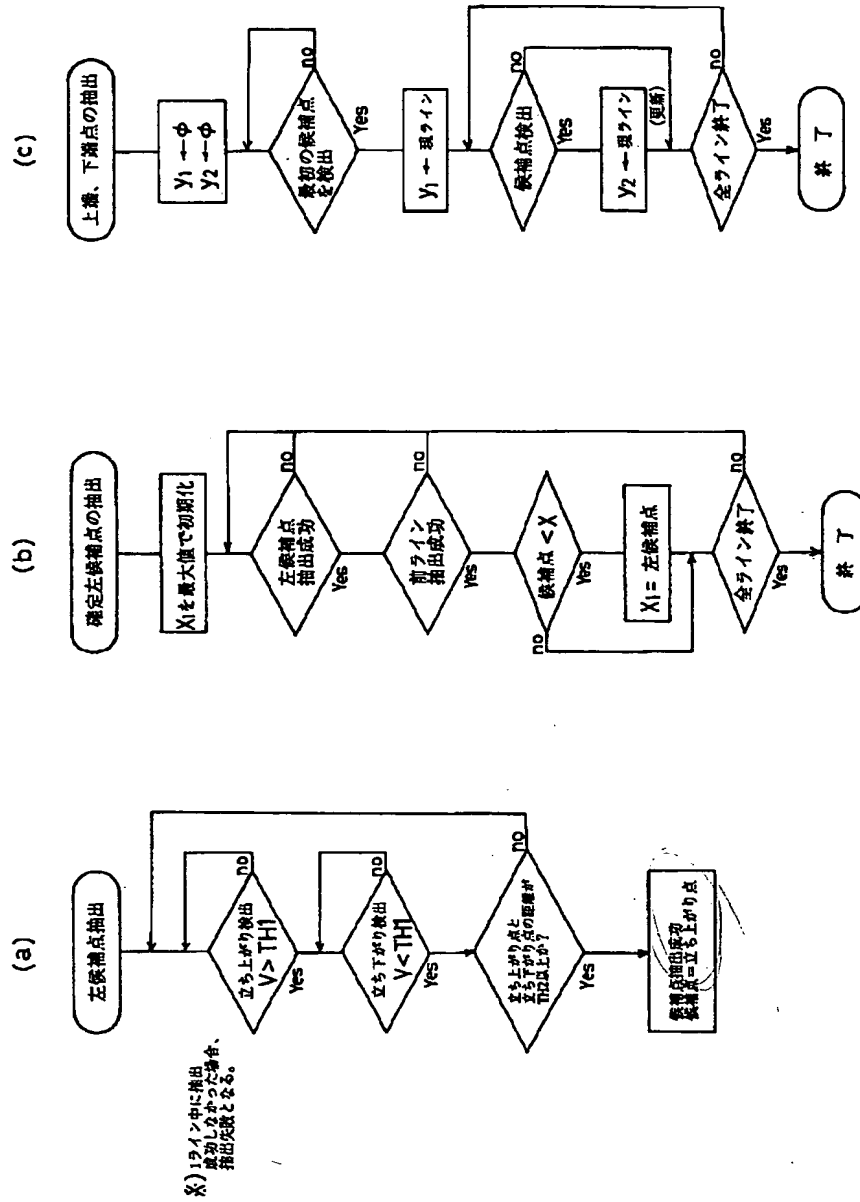 (a)
左候補点抽出
※) 1ライン中に抽出
成功しなかった場合、
抽出失敗となる。
立ち上がり検出
V>TH1
no
Yes
立ち下がり検出
V<TH1
no
Yes
立ち上がり点と
立ち下がり点の距離が
TH2以上か?
no
Yes
候補点抽出成功
候補点=立ち上がり点
(b)
確定左候補点の抽出
X1を最大値で初期化
左候補点
抽出成功
no
Yes
前ライン
抽出成功
no
Yes
候補点<X
no
Yes
X1=左候補点
全ライン終了
no
Yes
終了
(c)
上端、下端点の抽出
y1←φ
y2←φ
最初の候補点
を検出
no
Yes
y1←現ライン
候補点検出
no
Yes
y2←現ライン
(更新)
全ライン終了
no
Yes
終了